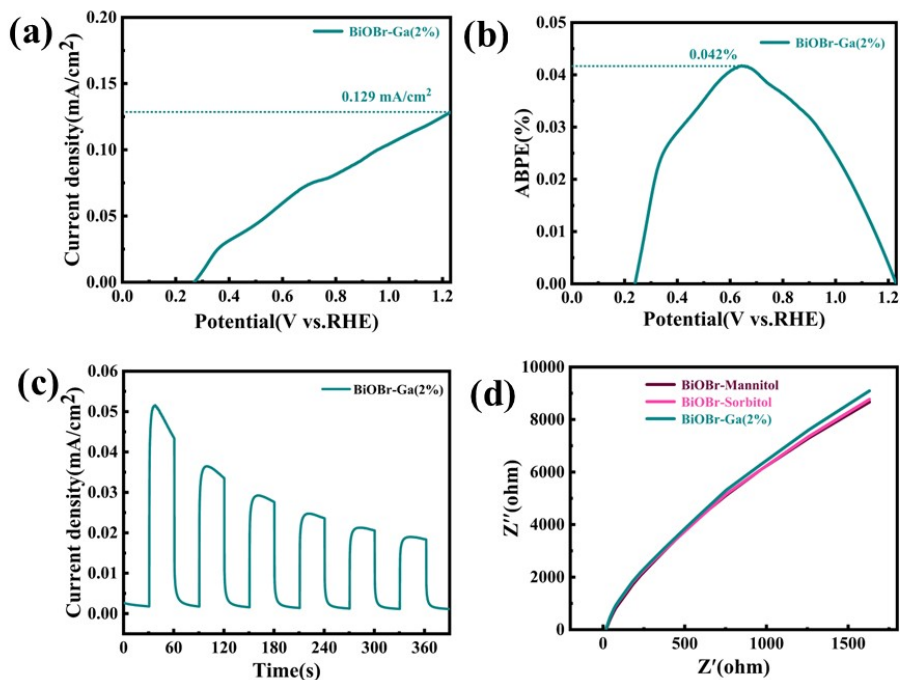 (a)
BiOBr-Ga(2%)
0.129 mA/cm²
Current density(mA/cm²)
0.20
0.15
0.10
0.05
0.00
0.0 0.2 0.4 0.6 0.8 1.0 1.2
Potential(V vs.RHE)
(b)
BiOBr-Ga(2%)
0.042%
ABPE(%)
0.05
0.04
0.03
0.02
0.01
0.00
0.0 0.2 0.4 0.6 0.8 1.0 1.2
Potential(V vs.RHE)
(c)
BiOBr-Ga(2%)
Current density(mA/cm²)
0.06
0.05
0.04
0.03
0.02
0.01
0.00
0 60 120 180 240 300 360
Time(s)
(d)
BiOBr-Mannitol
BiOBr-Sorbitol
BiOBr-Ga(2%)
Z″(ohm)
10000
8000
6000
4000
2000
0
0 500 1000 1500
Z′(ohm)